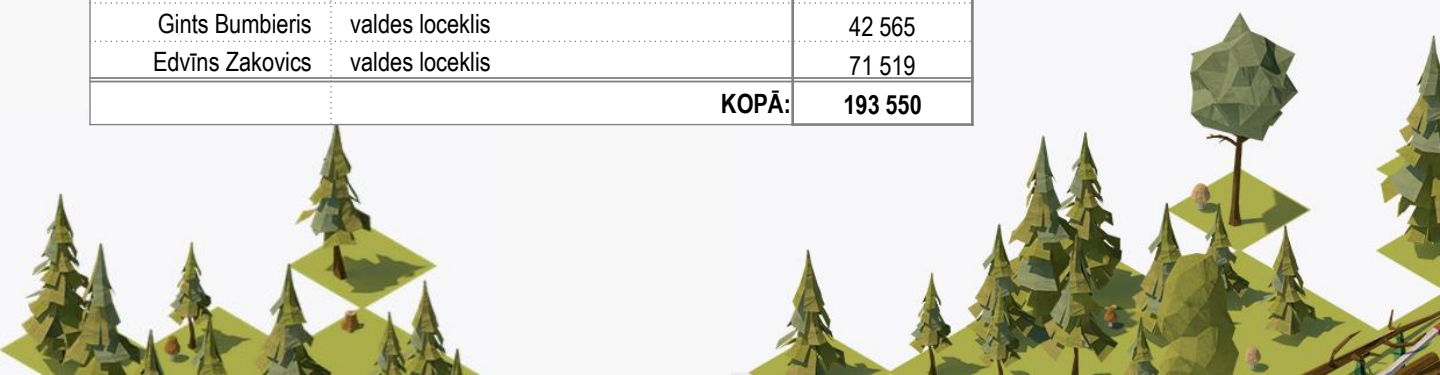 Gints Bumbieris valdes loceklis 42 565
Edvīns Zakovics valdes loceklis 71 519
KOPĀ: 193 550